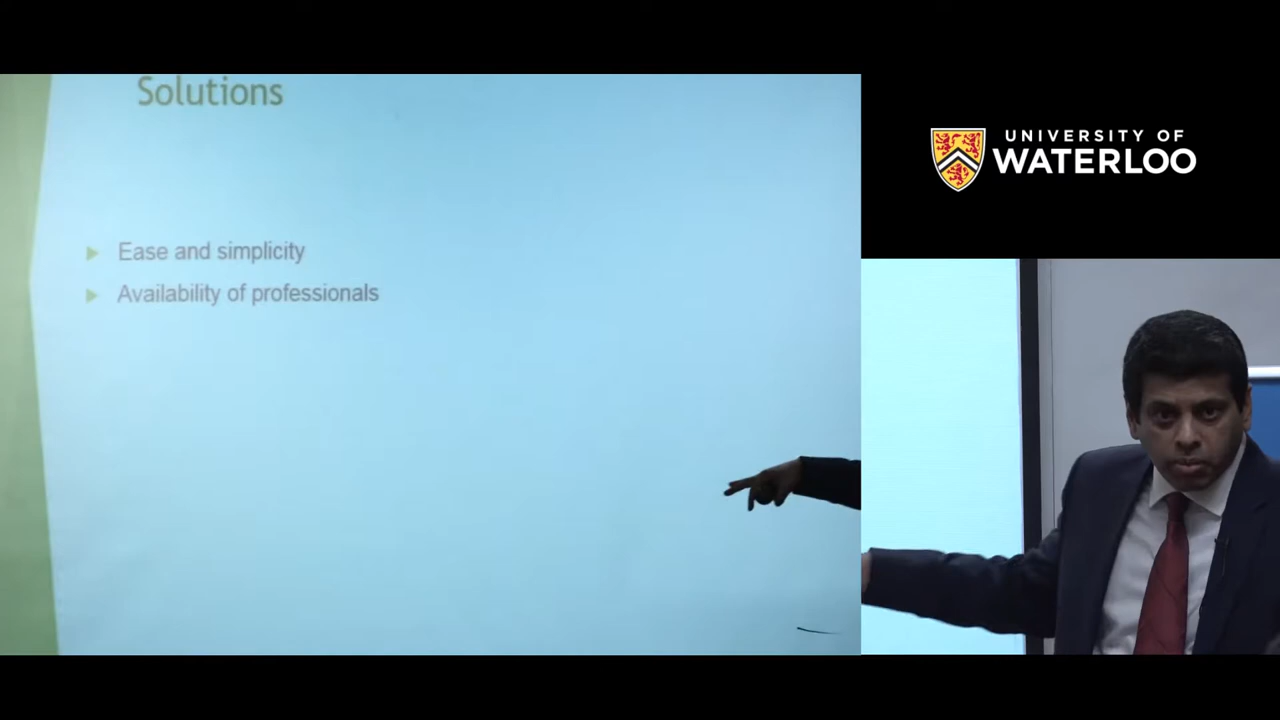 Solutions
Ease and simplicity
Availability of professionals
UNIVERSITY OF
WATERLOO